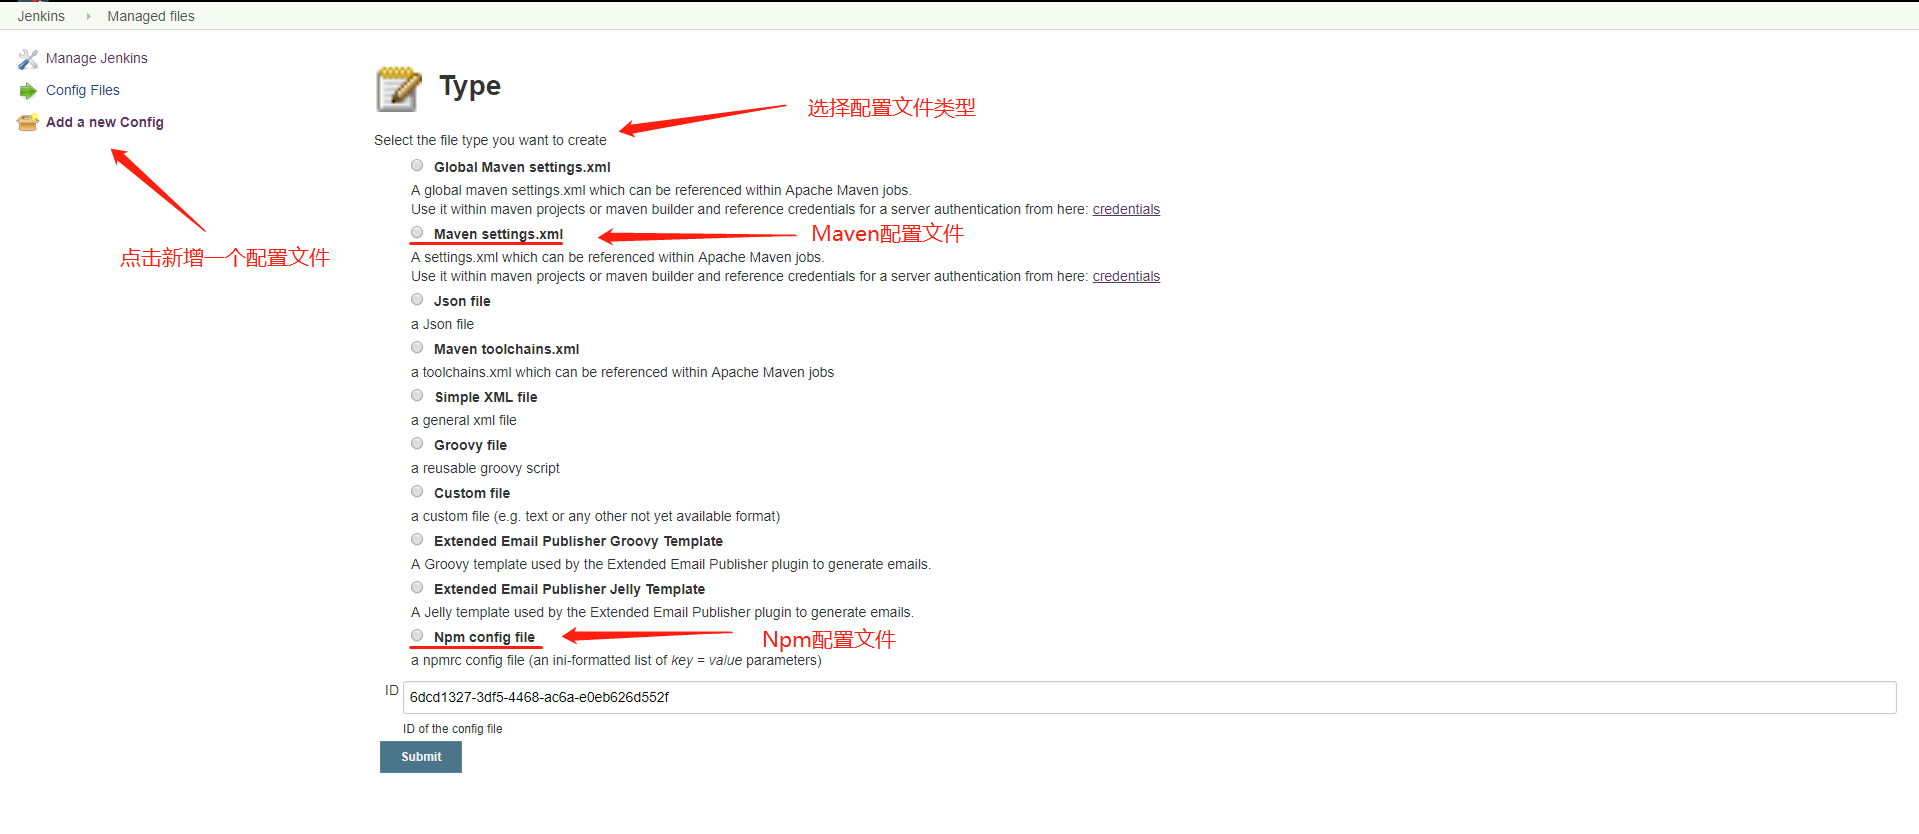 Jenkins
Managed files
Manage Jenkins
Config Files
Add a new Config
点击新增一个配置文件
Type
选择配置文件类型
Select the file type you want to create
Global Maven settings.xml
A global maven settings.xml which can be referenced within Apache Maven jobs.
Use it within maven projects or maven builder and reference credentials for a server authentication from here: credentials
Maven settings.xml
Maven配置文件
A settings.xml which can be referenced within Apache Maven jobs.
Use it within maven projects or maven builder and reference credentials for a server authentication from here: credentials
Json file
a Json file
Maven toolchains.xml
a toolchains.xml which can be referenced within Apache Maven jobs
Simple XML file
a general xml file
Groovy file
a reusable groovy script
Custom file
a custom file (e.g. text or any other not yet available format)
Extended Email Publisher Groovy Template
A Groovy template used by the Extended Email Publisher plugin to generate emails.
Extended Email Publisher Jelly Template
A Jelly template used by the Extended Email Publisher plugin to generate emails.
Npm config file
Npm配置文件
a npmrc config file (an ini-formatted list of key = value parameters)
ID
6dcd1327-3df5-4468-ac6a-e0eb626d552f
ID of the config file
Submit